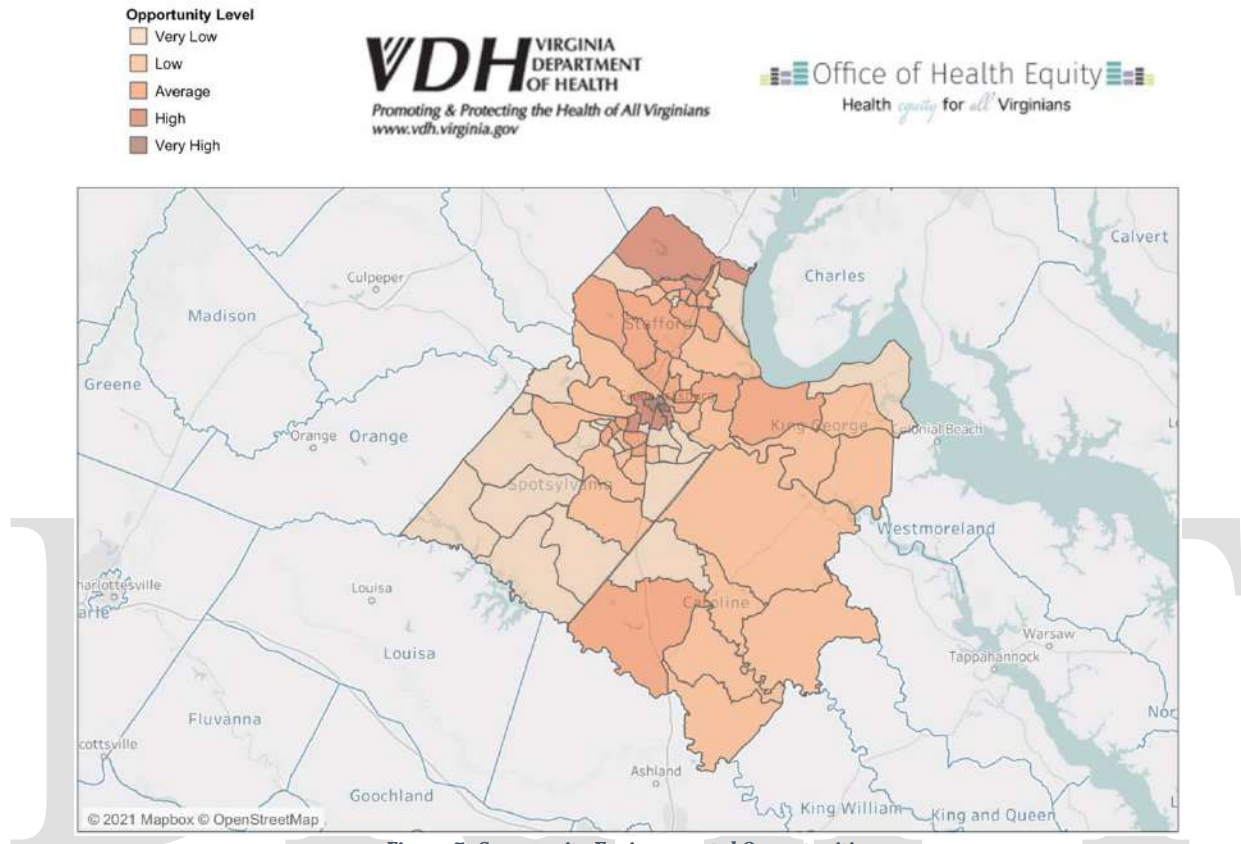 Opportunity Level
Very Low
Low
Average
High
Very High
VDH VIRGINIA
DEPARTMENT
OF HEALTH
Promoting & Protecting the Health of All Virginians
www.vdh.virginia.gov
Office of Health Equity
Health equity for all Virginians
Calvert
Charles
Culpeper
Madison
Stafford
Greene
King George
Colonial Beach
Orange
Orange
Spotsylvania
Westmoreland
Louisa
Caroline
Warsaw
Louisa
Tappahannock
Fluvanna
Nor
cottsville
Ashland
Goochland
King William
King and Queen
© 2021 Mapbox © OpenStreetMap